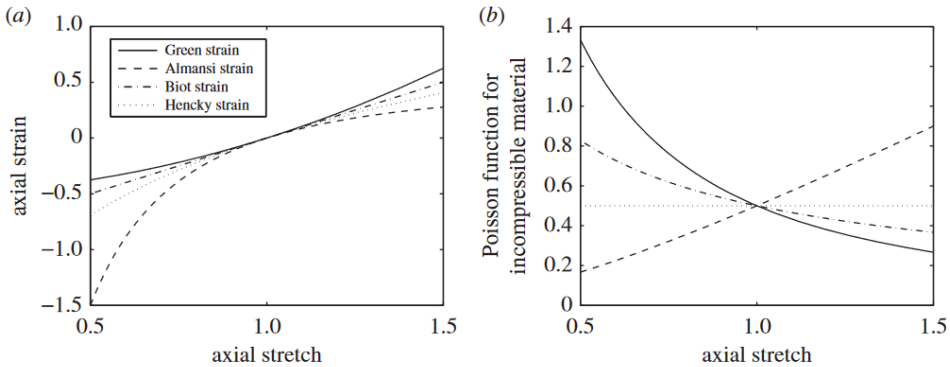 (a)
1.0
0.5
0
−0.5
−1.0
−1.5
axial strain
Green strain
Almansi strain
Biot strain
Hencky strain
0.5
1.0
1.5
axial stretch
(b)
1.4
1.2
1.0
0.8
0.6
0.4
0.2
0
Poisson function for
incompressible material
0.5
1.0
1.5
axial stretch